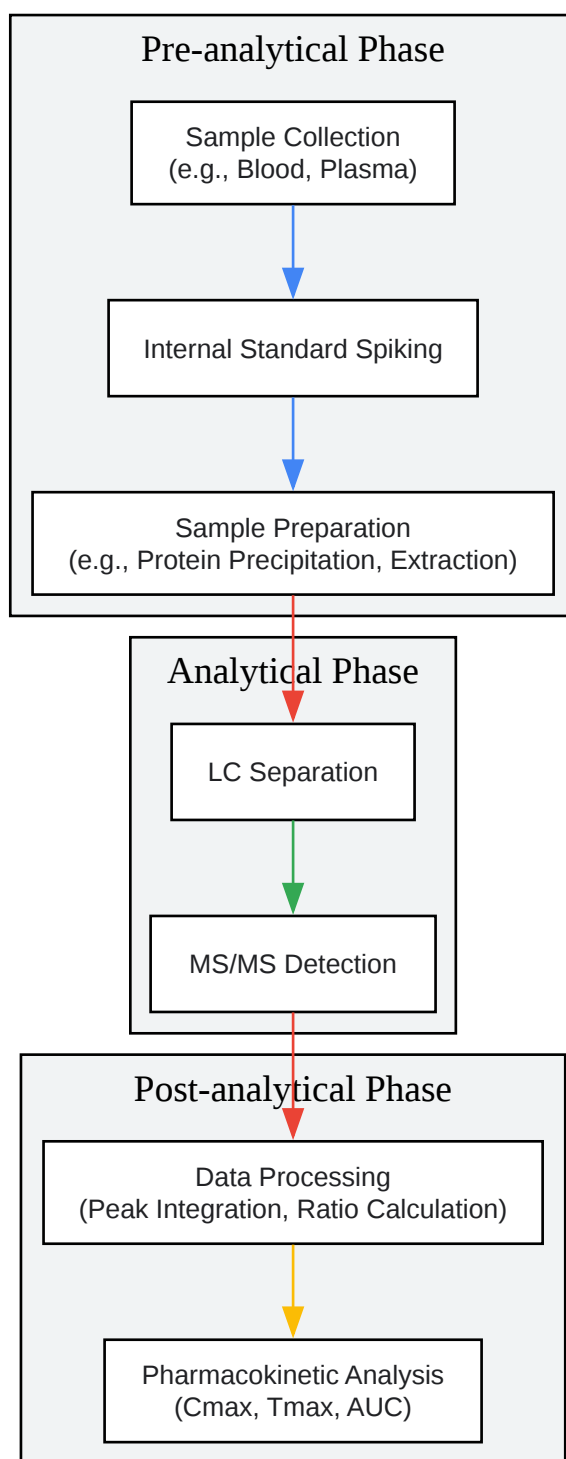 Pre-analytical Phase
Sample Collection
(e.g., Blood, Plasma)
Internal Standard Spiking
Sample Preparation
(e.g., Protein Precipitation, Extraction)
Analytical Phase
LC Separation
MS/MS Detection
Post-analytical Phase
Data Processing
(Peak Integration, Ratio Calculation)
Pharmacokinetic Analysis
(Cmax, Tmax, AUC)